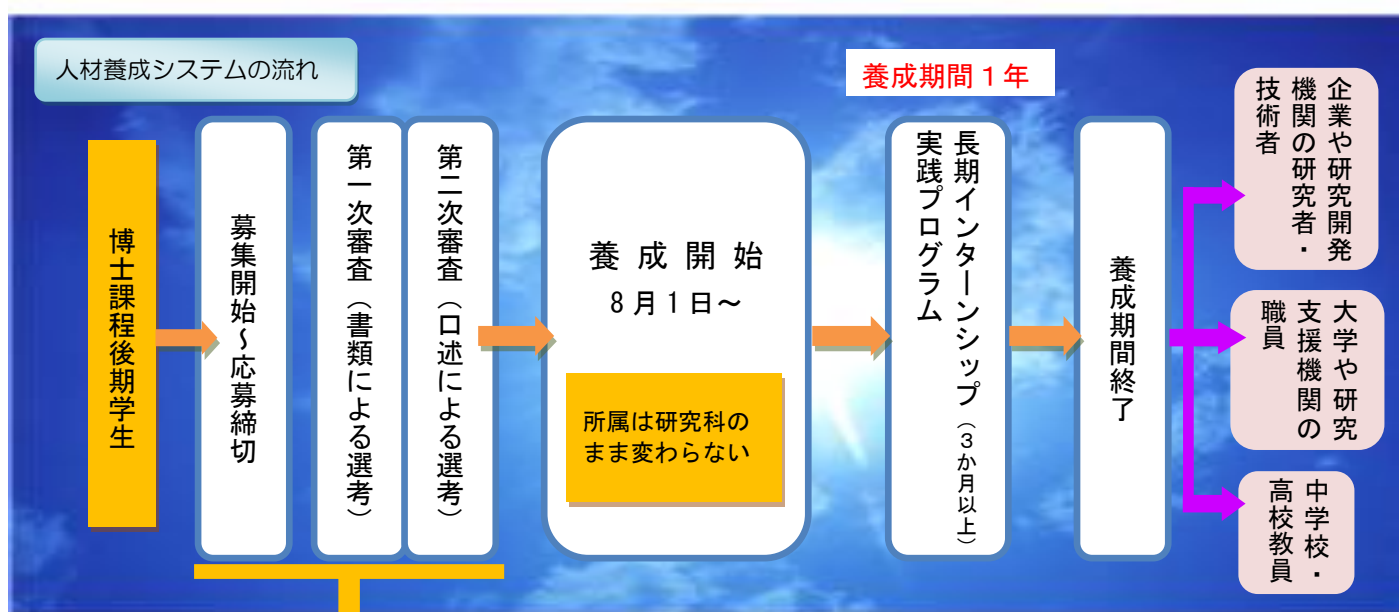 人材養成システムの流れ
養成期間1年
博士課程後期学生
募集開始～応募締切
第一次審査（書類による選考）
第二次審査（口述による選考）
養成開始
8月1日～
所属は研究科の
まま変わらない
長期インターンシップ（3か月以上）
実践プログラム
養成期間終了
企業や研究開発
機関の研究者・
技術者
大学や研究
支援機関の
職員
中学校・
高校教員